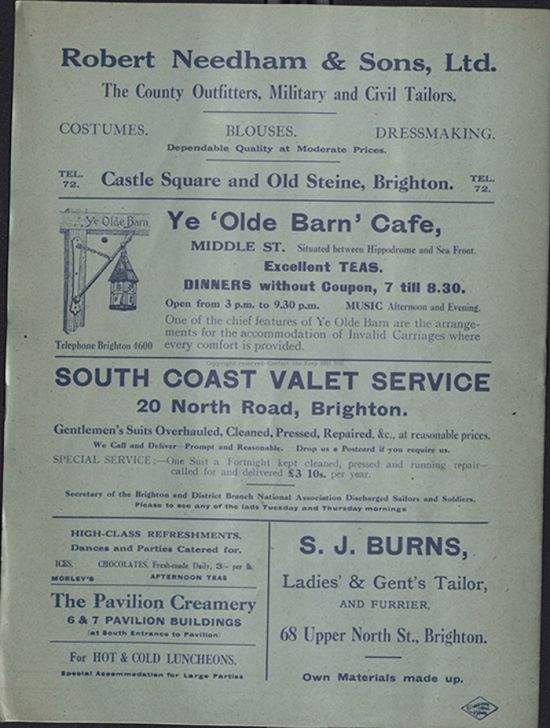 Robert Needham & Sons, Ltd.
The County Outfitters, Military and Civil Tailors.
COSTUMES. BLOUSES. DRESSMAKING.
Dependable Quality at Moderate Prices.
TEL. 72. Castle Square and Old Steine, Brighton. TEL. 72.
Ye Olde Barn
Ye 'Olde Barn' Cafe,
MIDDLE ST. Situated between Hippodrome and Sea Front.
Excellent TEAS.
DINNERS without Coupon, 7 till 8.30.
Open from 3 p.m. to 9.30 p.m. MUSIC Afternoon and Evening.
One of the chief features of Ye Olde Barn are the arrange-
ments for the accommodation of Invalid Carriages where
every comfort is provided.
Telephone Brighton 4600
Copyright reserved: Contact the Keep
SOUTH COAST VALET SERVICE
20 North Road, Brighton.
Gentlemen's Suits Overhauled, Cleaned, Pressed, Repaired, &c., at reasonable prices.
We Call and Deliver Prompt and Reasonable. Drop us a Postcard if you require us.
SPECIAL SERVICE:—One Suit a Fortnight kept cleaned, pressed and running repair—
called for and delivered £3 10s. per year.
Secretary of the Brighton and District Branch National Association Discharged Sailors and Soldiers.
Please to see any of the lads Tuesday and Thursday mornings
HIGH-CLASS REFRESHMENTS.
Dances and Parties Catered for.
ICES. CHOCOLATES, Fresh-made Daily, 3/- per lb.
MORLEY'S AFTERNOON TEAS
The Pavilion Creamery
6 & 7 PAVILION BUILDINGS
(at South Entrance to Pavilion)
For HOT & COLD LUNCHEONS.
Special Accommodation for Large Parties
S. J. BURNS,
Ladies' & Gent's Tailor,
AND FURRIER,
68 Upper North St., Brighton.
Own Materials made up.